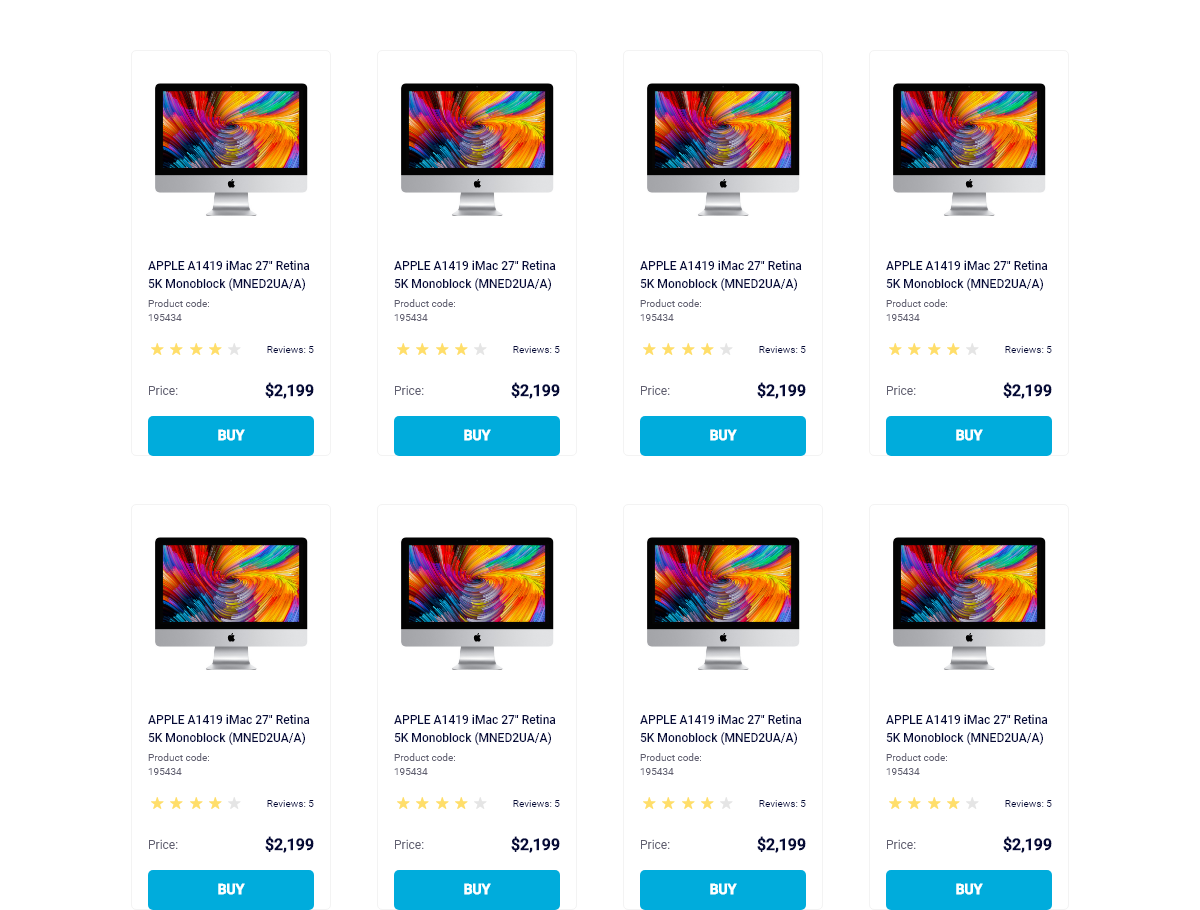 APPLE A1419 iMac 27" Retina
5K Monoblock (MNED2UA/A)
Product code:
195434
Reviews: 5
Price: $2,199
BUY
APPLE A1419 iMac 27" Retina
5K Monoblock (MNED2UA/A)
Product code:
195434
Reviews: 5
Price: $2,199
BUY
APPLE A1419 iMac 27" Retina
5K Monoblock (MNED2UA/A)
Product code:
195434
Reviews: 5
Price: $2,199
BUY
APPLE A1419 iMac 27" Retina
5K Monoblock (MNED2UA/A)
Product code:
195434
Reviews: 5
Price: $2,199
BUY
APPLE A1419 iMac 27" Retina
5K Monoblock (MNED2UA/A)
Product code:
195434
Reviews: 5
Price: $2,199
BUY
APPLE A1419 iMac 27" Retina
5K Monoblock (MNED2UA/A)
Product code:
195434
Reviews: 5
Price: $2,199
BUY
APPLE A1419 iMac 27" Retina
5K Monoblock (MNED2UA/A)
Product code:
195434
Reviews: 5
Price: $2,199
BUY
APPLE A1419 iMac 27" Retina
5K Monoblock (MNED2UA/A)
Product code:
195434
Reviews: 5
Price: $2,199
BUY